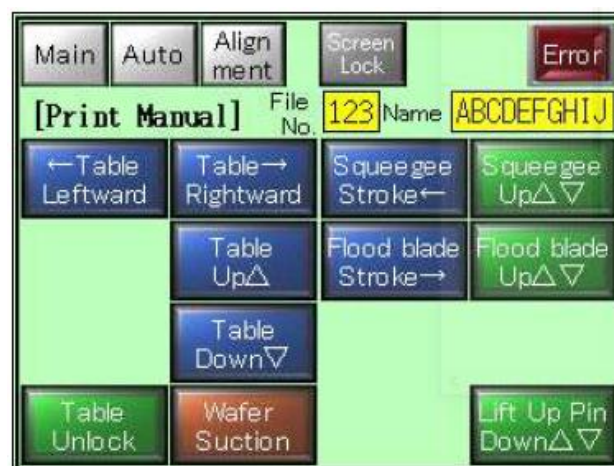 Main Auto Align
ment Screen
Lock Error
[Print Manual] File
No. 123 Name ABCDEFGHIJ
←Table
Leftward
Table→
Rightward
Squeegee
Stroke←
Squeegee
Up△▽
Table
Up△
Flood blade
Stroke→
Flood blade
Up△▽
Table
Down▽
Table
Unlock
Wafer
Suction
Lift Up Pin
Down△▽